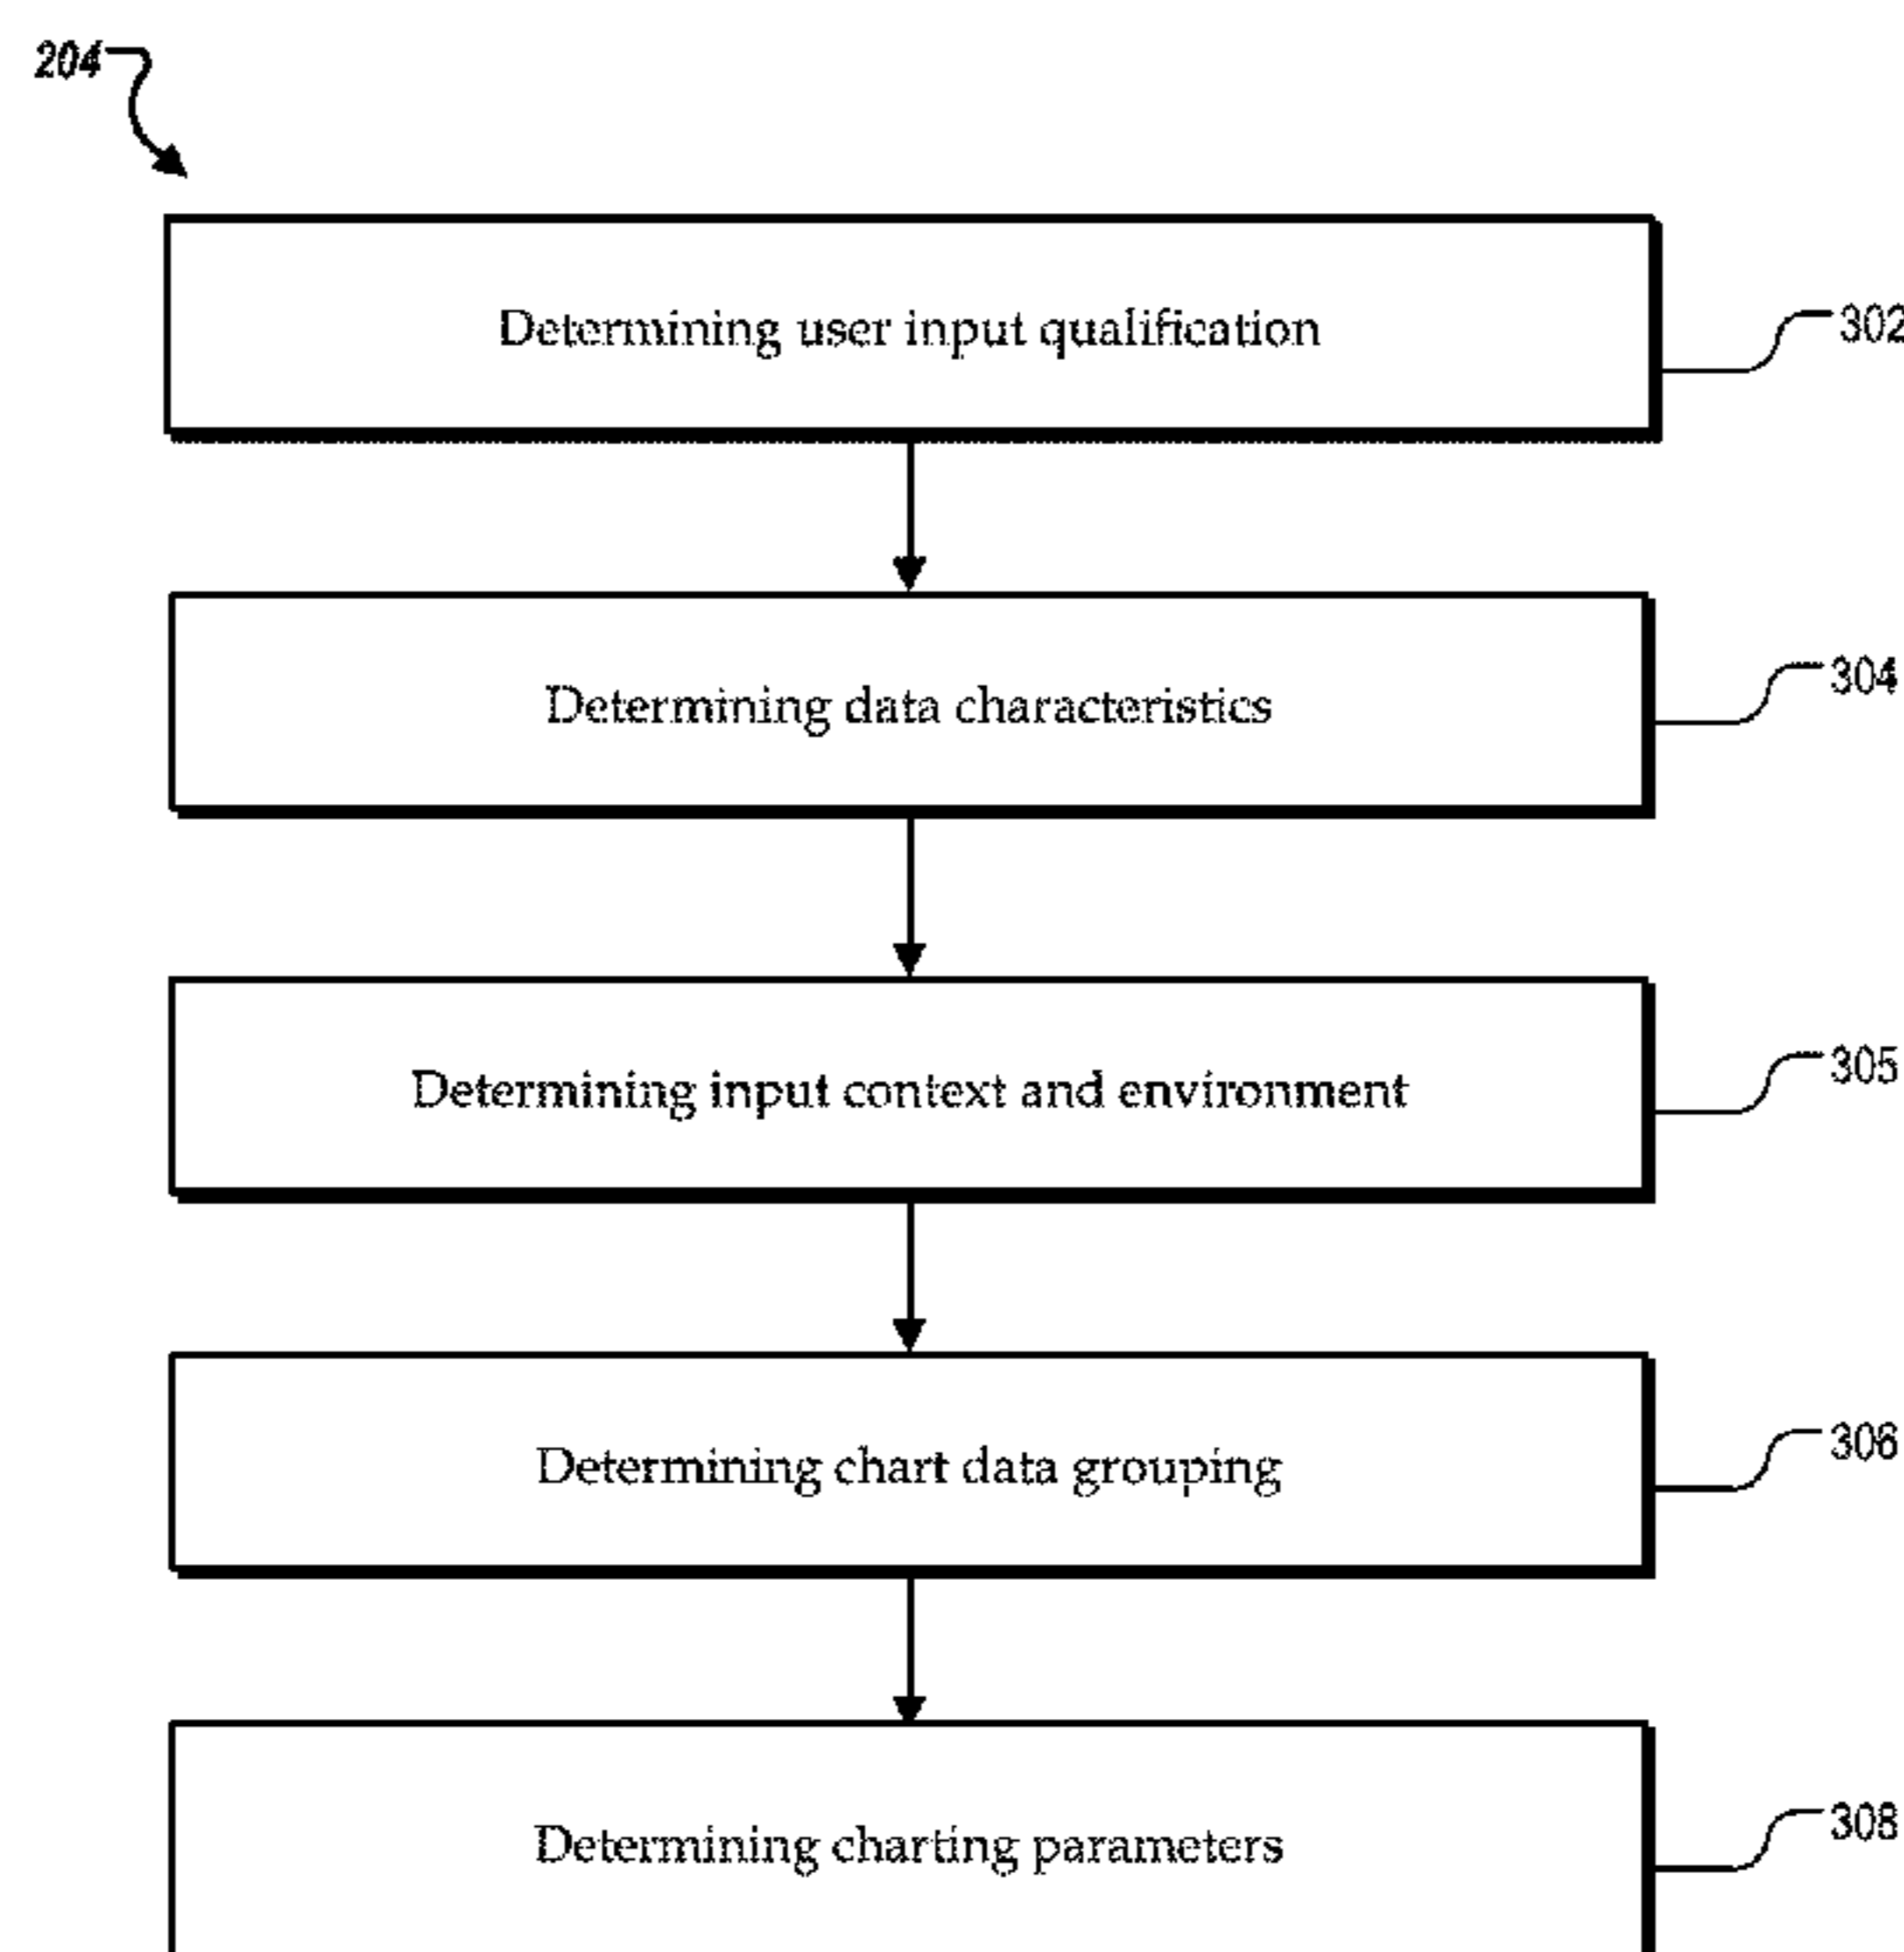 204
Determining user input qualification
302
Determining data characteristics
304
Determining input context and environment
305
Determining chart data grouping
306
Determining charting parameters
308